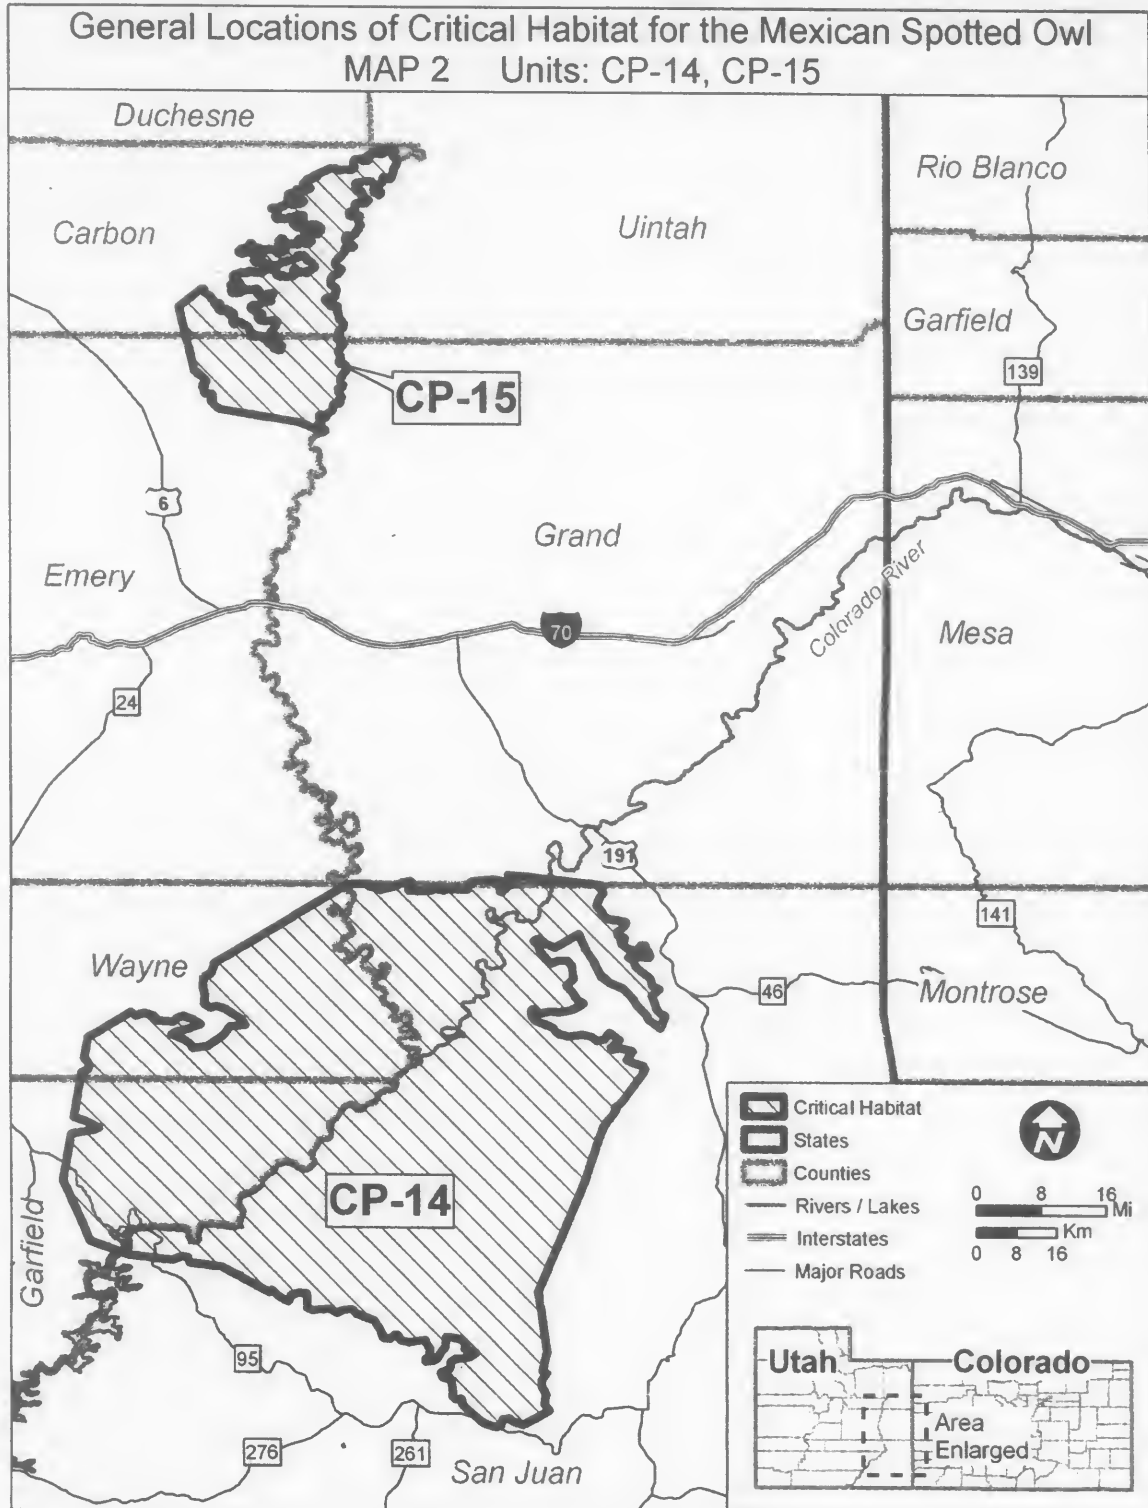 General Locations of Critical Habitat for the Mexican Spotted Owl
MAP 2 Units: CP-14, CP-15
Duchesne
Rio Blanco
Carbon
Uintah
Garfield
139
CP-15
6
Grand
Emery
Colorado River
70
Mesa
24
191
141
Wayne
46
Montrose
Critical Habitat
States
Counties
Rivers / Lakes
Interstates
Major Roads
N
0 8 16
Mi
Km
0 8 16
CP-14
Garfield
95
276
261
San Juan
Utah
Colorado
Area
Enlarged